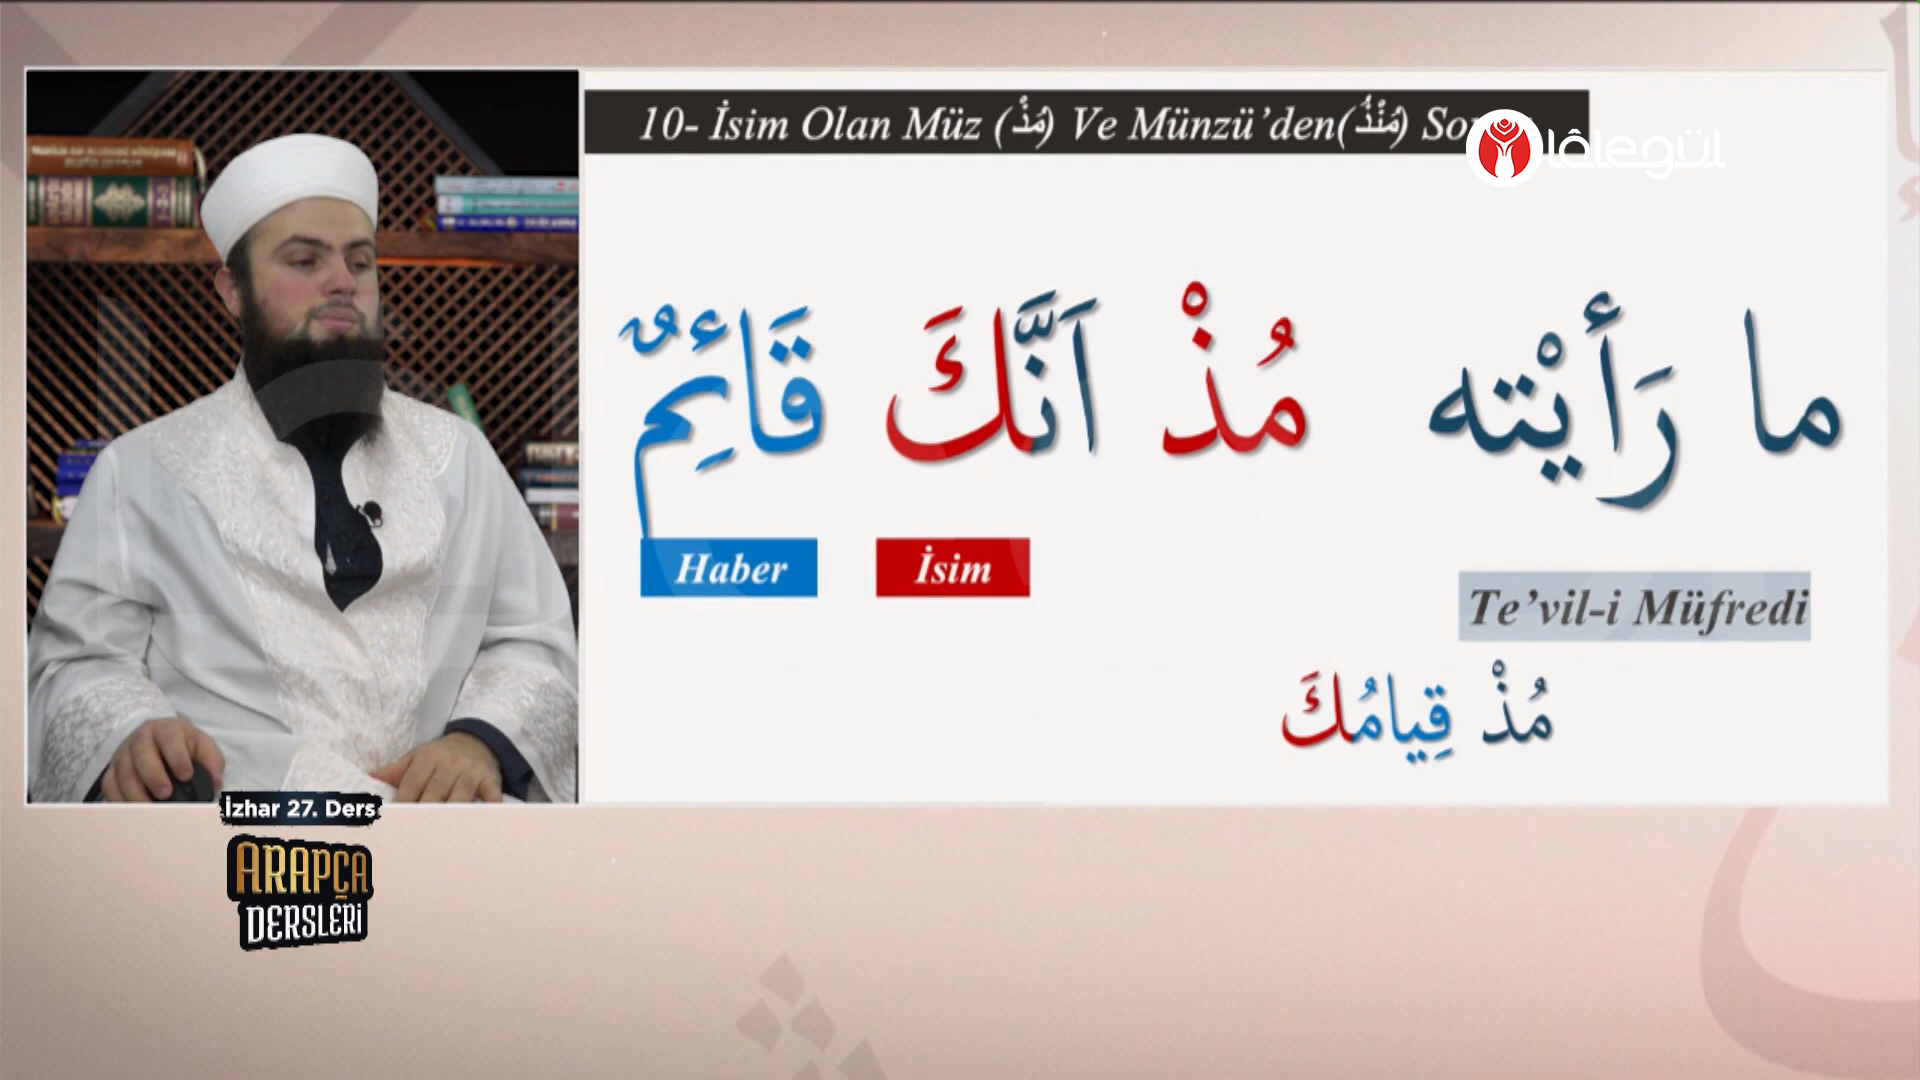 10- İsim Olan Müz (مُذْ) Ve Münzü’den(مُنْذُ)
lâlegül
ما رَأَيْته مُذْ اَنَّكَ قَائِمٌ
Haber İsim
Te’vil-i Müfredi
مُذْ قِيامُكَ
İzhar 27. Ders
ARAPÇA
DERSLERİ